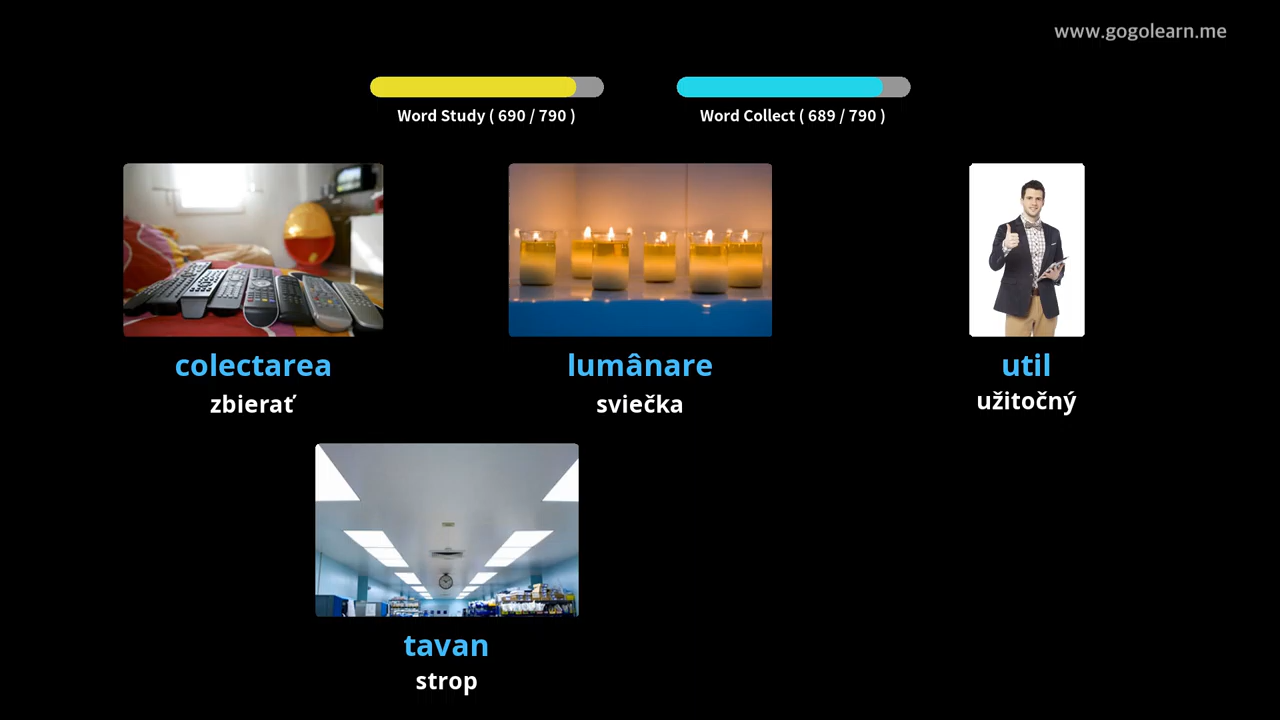 www.gogolearn.me
Word Study ( 690 / 790 )
Word Collect ( 689 / 790 )
colectarea
zbierať
lumânare
sviečka
util
užitočný
tavan
strop